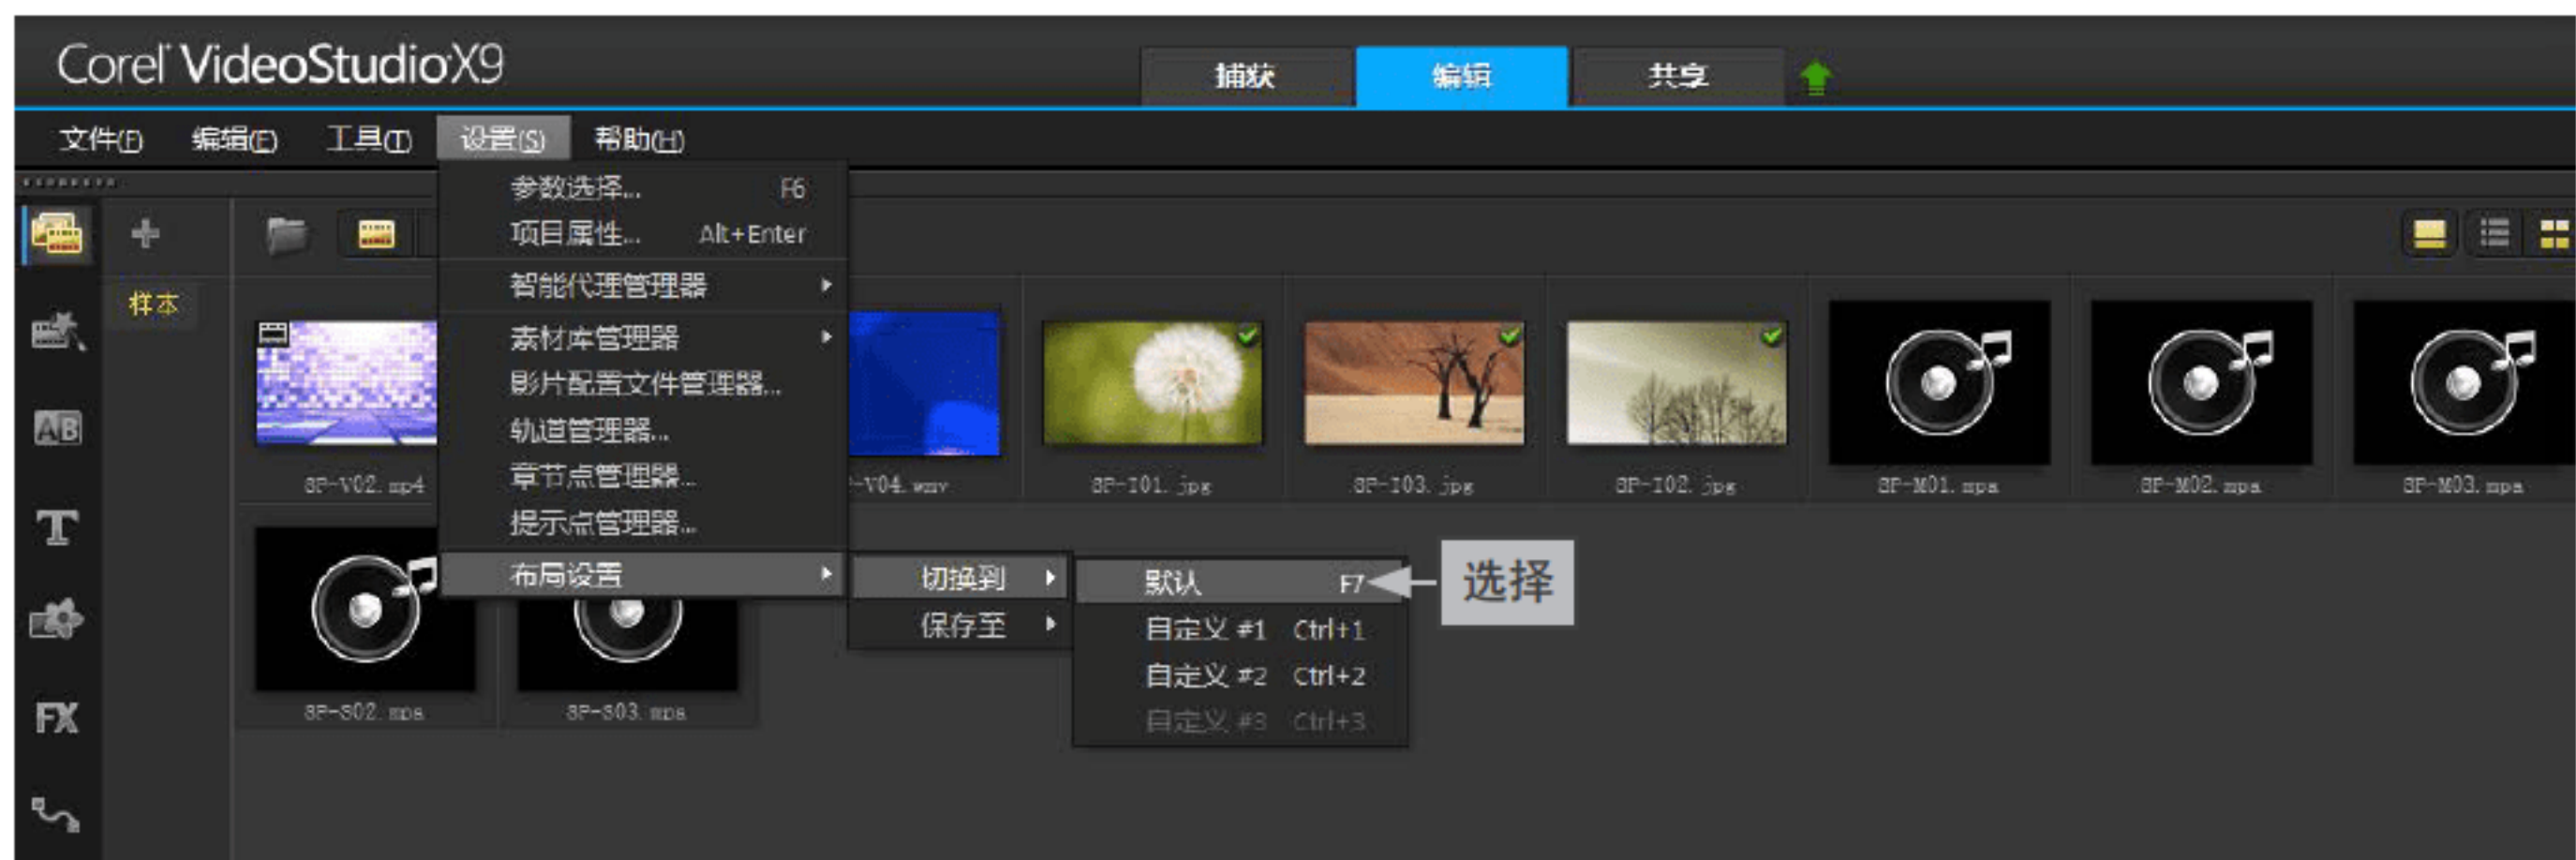 Corel VideoStudio X9
捕获 编辑 共享
文件(F) 编辑(E) 工具(T) 设置(S) 帮助(H)
参数选择... F6
项目属性... Alt+Enter
智能代理管理器
样本
素材库管理器
影片配置文件管理器...
轨道管理器...
AB
章节点管理器...
SP-V02.mp4 -V04.wmv SP-I01.jpg SP-I03.jpg SP-I02.jpg SP-M01.mpa SP-M02.mpa SP-M03.mpa
提示点管理器...
T
布局设置 切换到 默认 F7 选择
保存至 自定义 #1 Ctrl+1
自定义 #2 Ctrl+2
自定义 #3 Ctrl+3
SP-S02.mpa SP-S03.mpa
FX